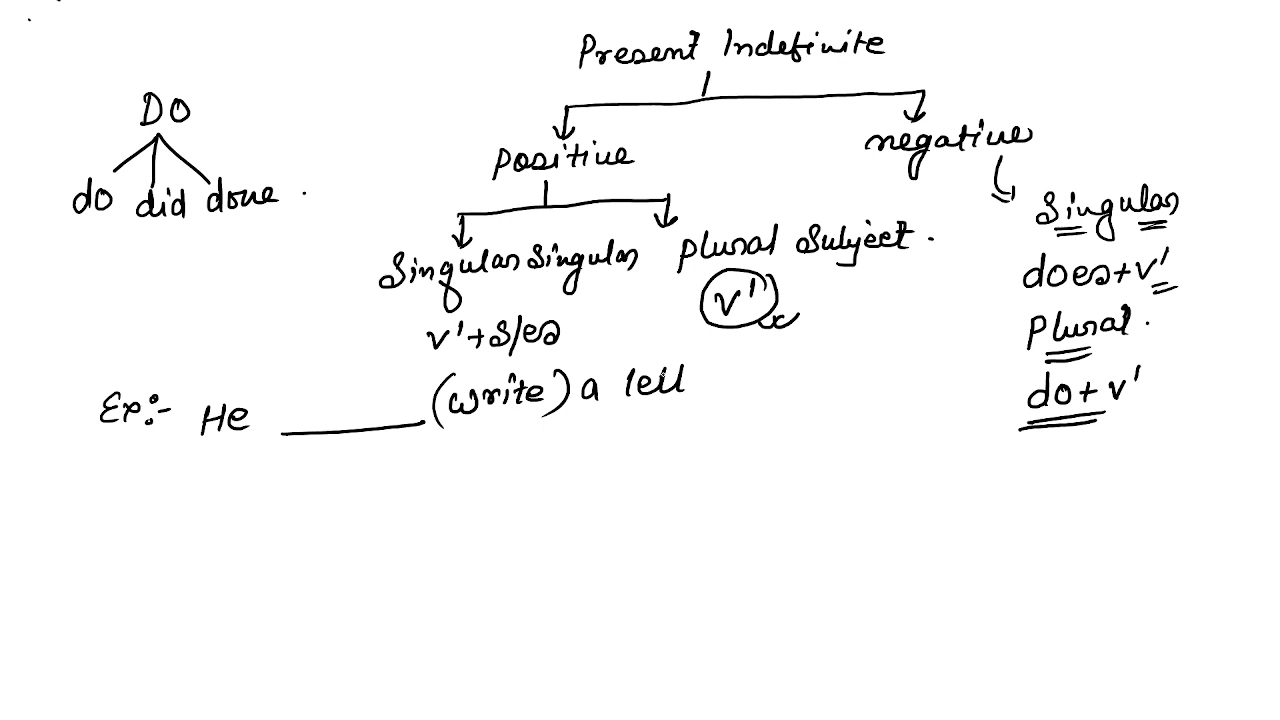 Present Indefinite
DO
positive
negative
do did done .
Singular
Singular Singular plural Subject .
does+v'
v'
plural .
v'+s/es
do+v'
Ex:- He ______ (write) a lett